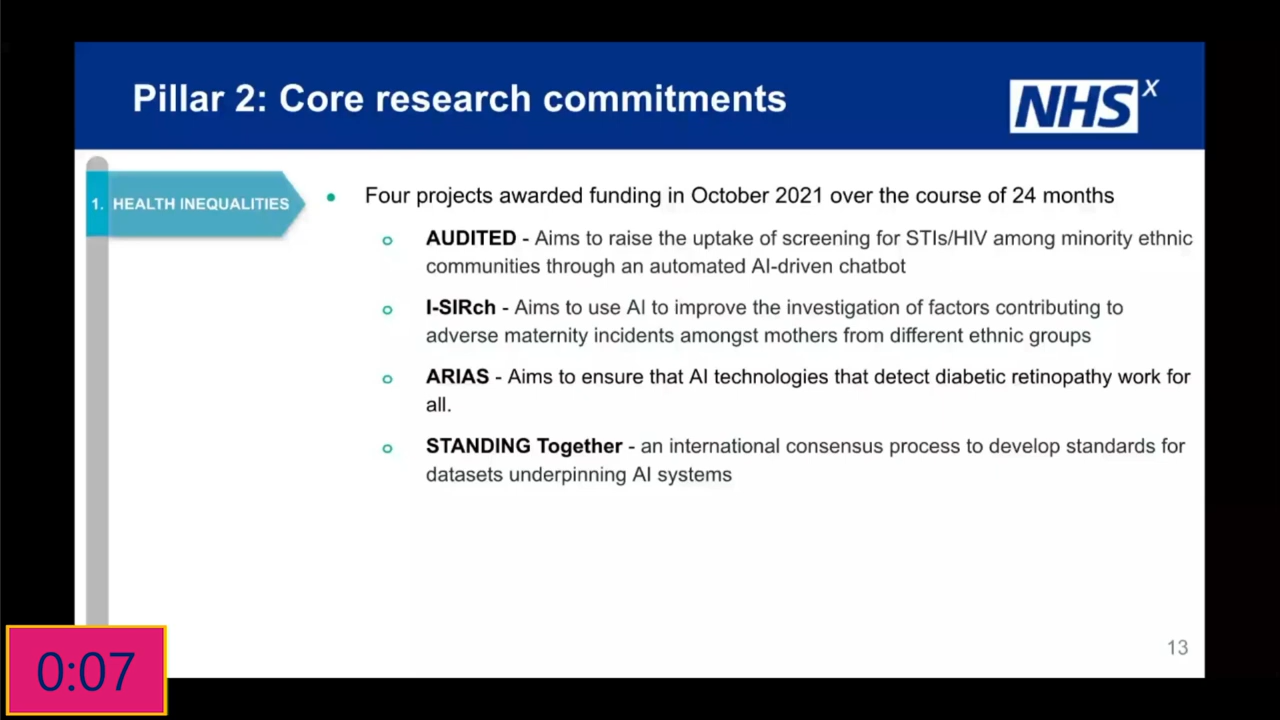 Pillar 2: Core research commitments
NHSX
1. HEALTH INEQUALITIES
• Four projects awarded funding in October 2021 over the course of 24 months
o AUDITED - Aims to raise the uptake of screening for STIs/HIV among minority ethnic
communities through an automated AI-driven chatbot
o I-SIRch - Aims to use AI to improve the investigation of factors contributing to
adverse maternity incidents amongst mothers from different ethnic groups
o ARIAS - Aims to ensure that AI technologies that detect diabetic retinopathy work for
all.
o STANDING Together - an international consensus process to develop standards for
datasets underpinning AI systems
13
0:07